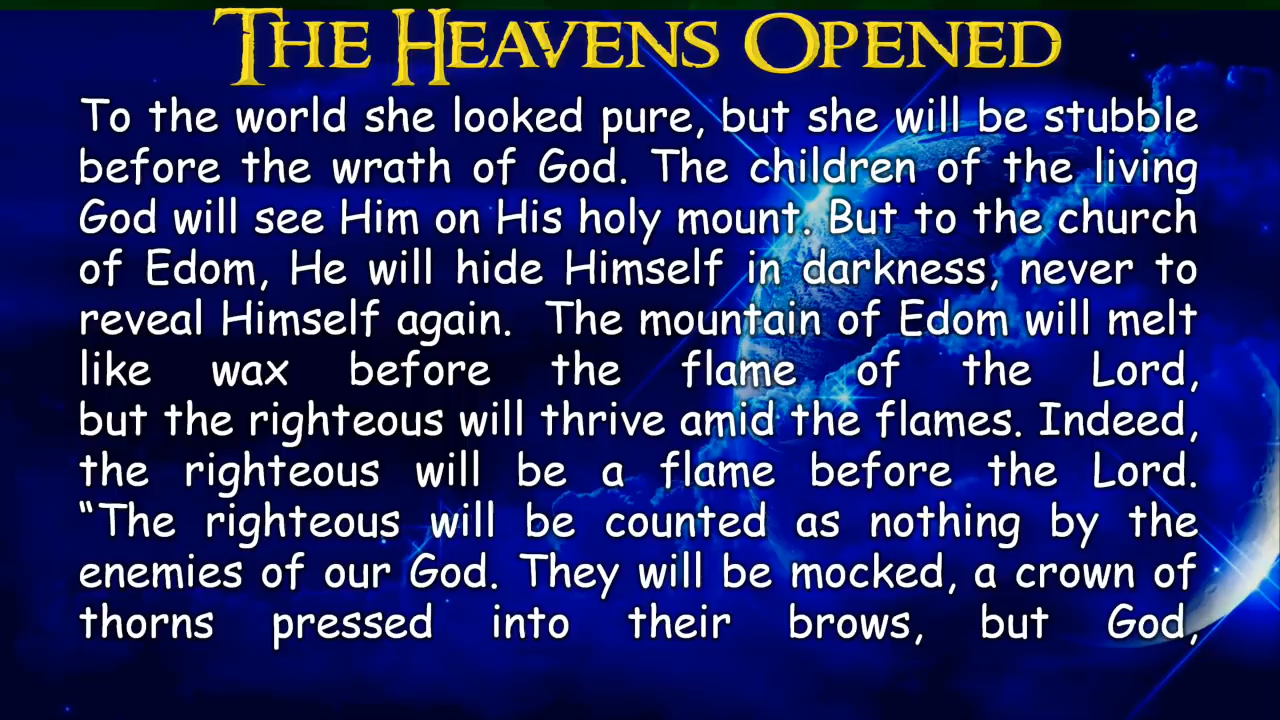 THE HEAVENS OPENED
To the world she looked pure, but she will be stubble
before the wrath of God. The children of the living
God will see Him on His holy mount. But to the church
of Edom, He will hide Himself in darkness, never to
reveal Himself again. The mountain of Edom will melt
like wax before the flame of the Lord,
but the righteous will thrive amid the flames. Indeed,
the righteous will be a flame before the Lord.
“The righteous will be counted as nothing by the
enemies of our God. They will be mocked, a crown of
thorns pressed into their brows, but God,